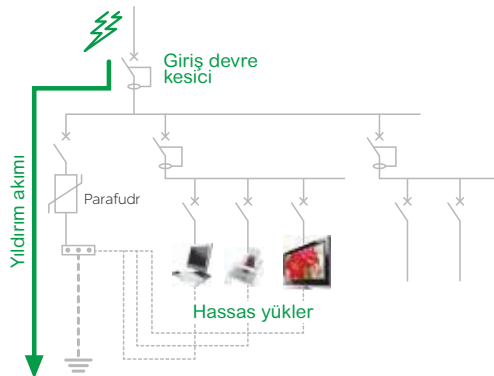 Giriş devre
kesici
Yıldırım akımı
Parafudr
Hassas yükler